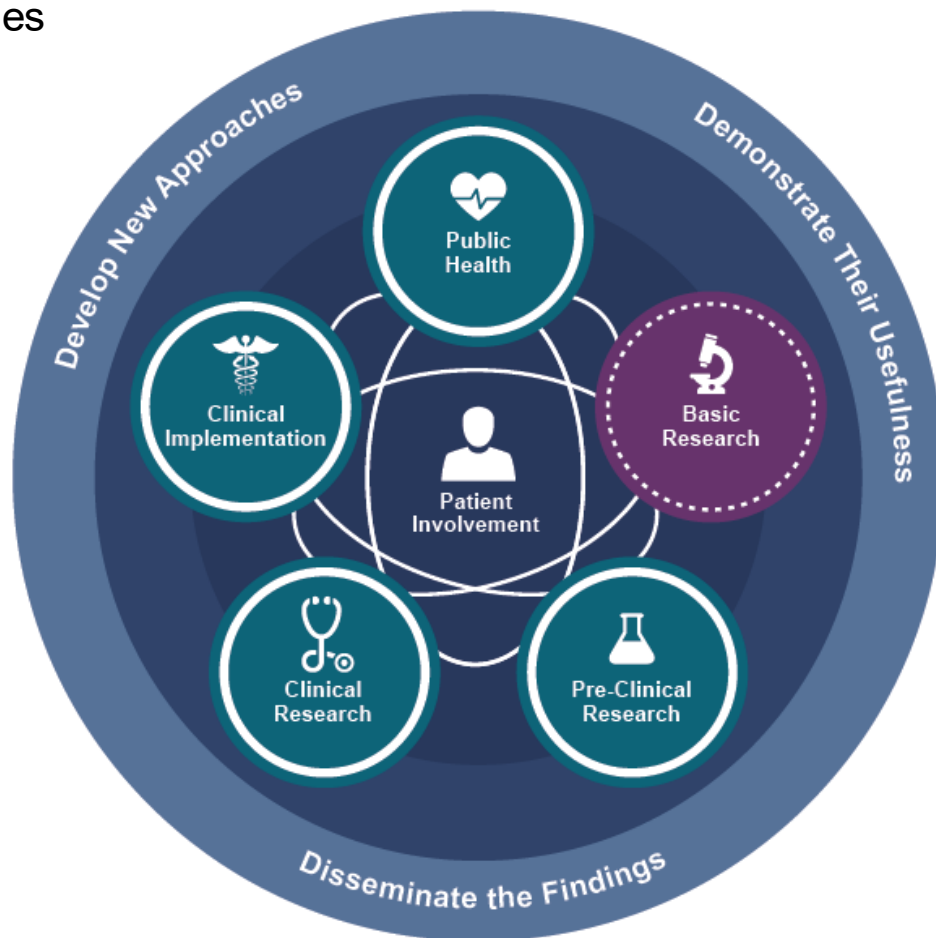 es
Develop New Approaches
Demonstrate Their Usefulness
Public
Health
Clinical
Implementation
Basic
Research
Patient
Involvement
Clinical
Research
Pre-Clinical
Research
Disseminate the Findings